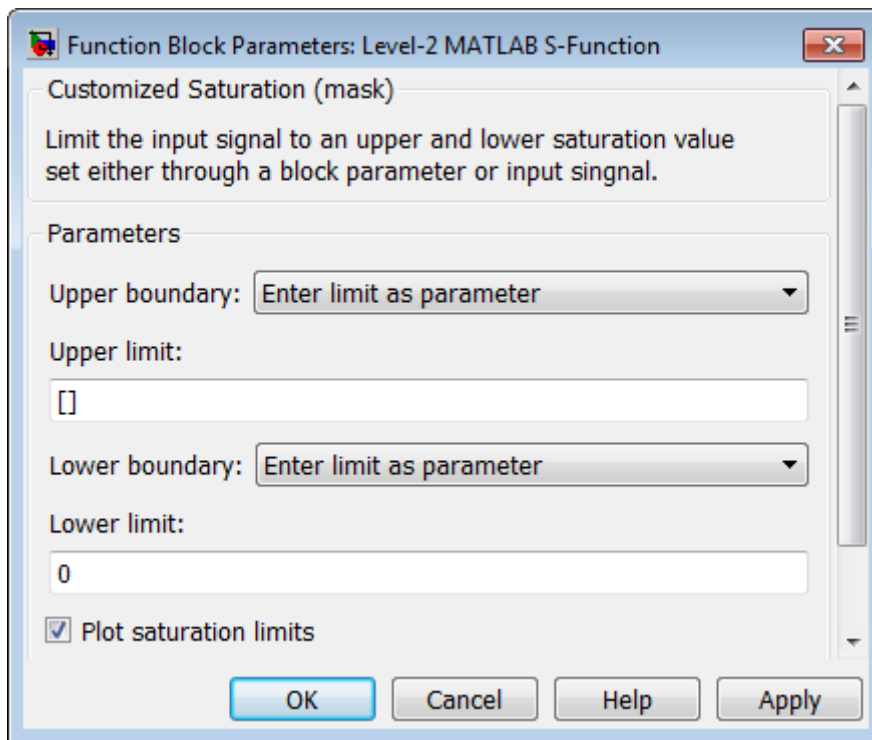 Function Block Parameters: Level-2 MATLAB S-Function
Customized Saturation (mask)
Limit the input signal to an upper and lower saturation value
set either through a block parameter or input singnal.
Parameters
Upper boundary: Enter limit as parameter
Upper limit:
[]
Lower boundary: Enter limit as parameter
Lower limit:
0
Plot saturation limits
OK Cancel Help Apply